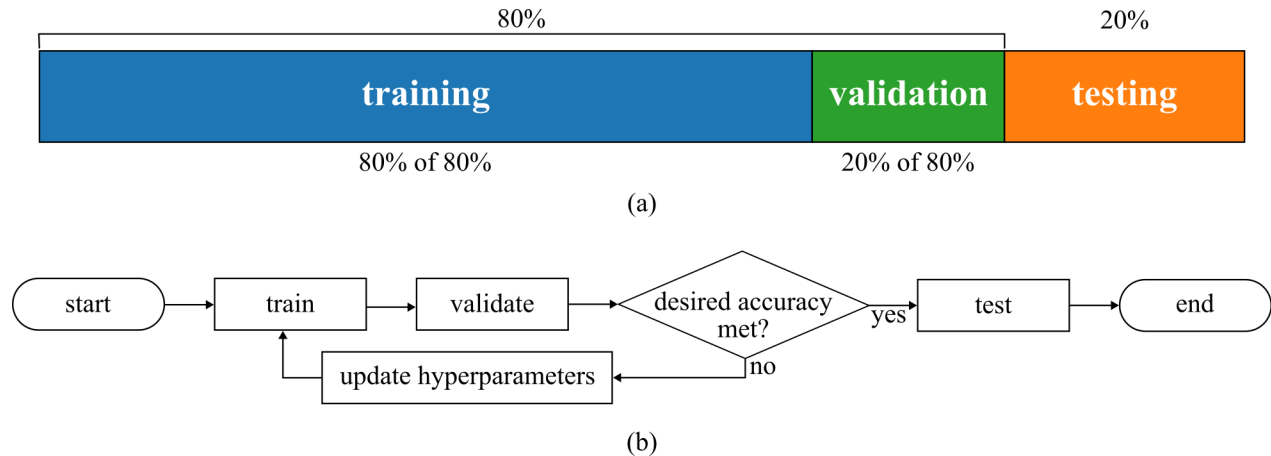 80%
20%
training
validation
testing
80% of 80%
20% of 80%
(a)
start
train
validate
desired accuracy
met?
yes
test
end
no
update hyperparameters
(b)